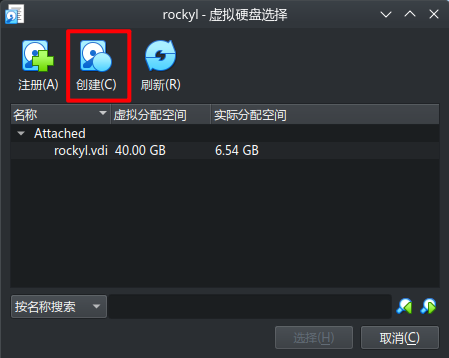 rockyl - 虚拟硬盘选择
注册(A) 创建(C) 刷新(R)
名称 虚拟分配空间 实际分配空间
Attached
rockyl.vdi 40.00 GB 6.54 GB
按名称搜索
选择(H) 取消(C)